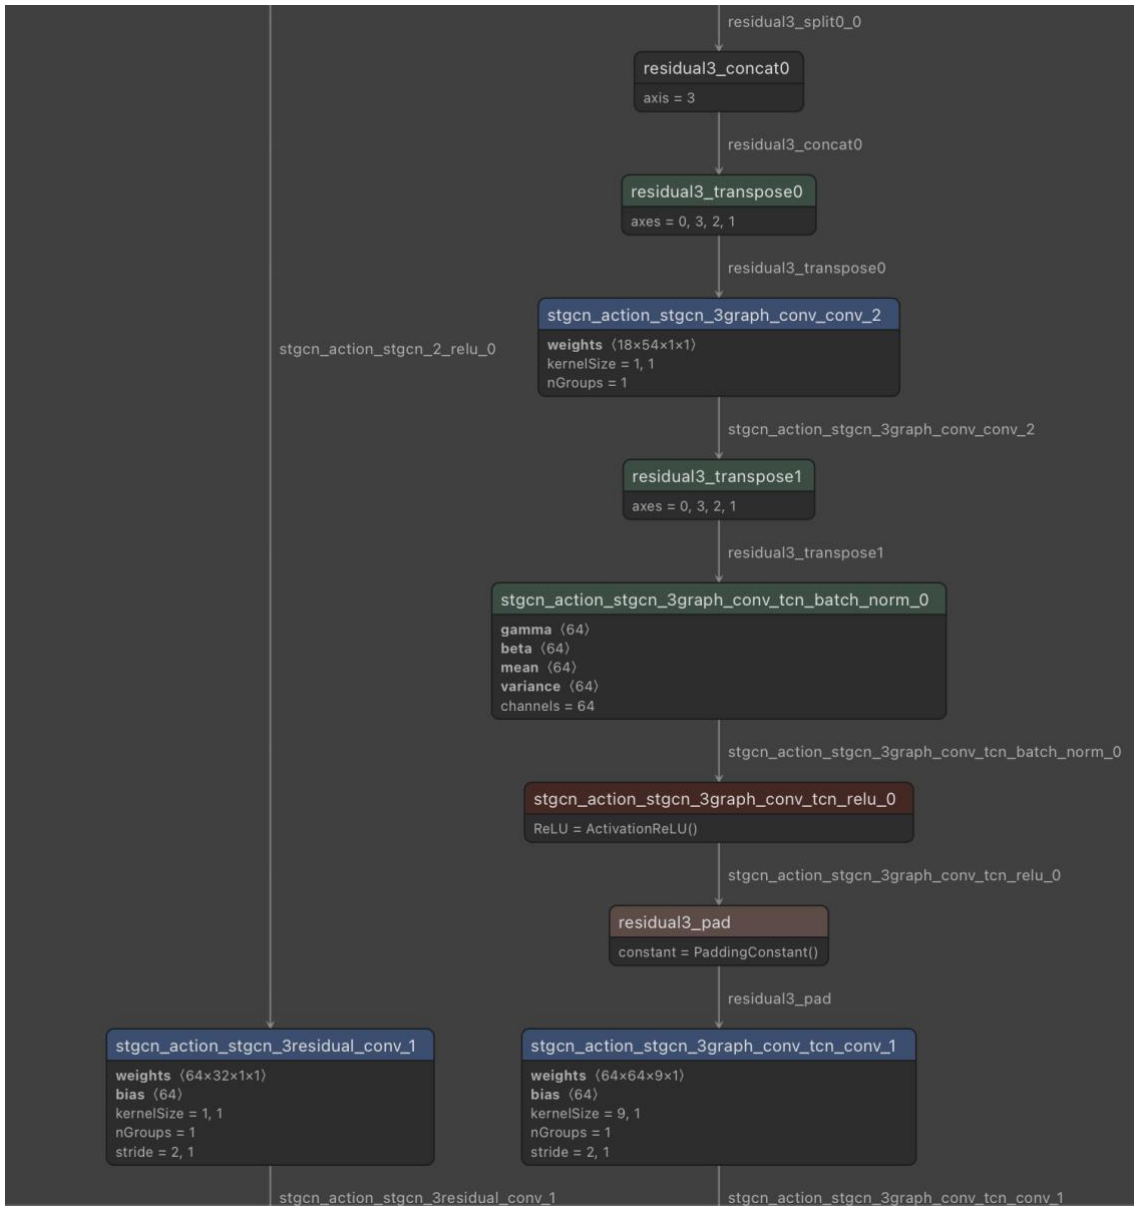 residual3_split0_0
residual3_concat0
axis = 3
residual3_concat0
residual3_transpose0
axes = 0, 3, 2, 1
residual3_transpose0
stgcn_action_stgcn_3graph_conv_conv_2
weights ⟨18×54×1×1⟩
kernelSize = 1, 1
nGroups = 1
stgcn_action_stgcn_2_relu_0
stgcn_action_stgcn_3graph_conv_conv_2
residual3_transpose1
axes = 0, 3, 2, 1
residual3_transpose1
stgcn_action_stgcn_3graph_conv_tcn_batch_norm_0
gamma ⟨64⟩
beta ⟨64⟩
mean ⟨64⟩
variance ⟨64⟩
channels = 64
stgcn_action_stgcn_3graph_conv_tcn_batch_norm_0
stgcn_action_stgcn_3graph_conv_tcn_relu_0
ReLU = ActivationReLU()
stgcn_action_stgcn_3graph_conv_tcn_relu_0
residual3_pad
constant = PaddingConstant()
residual3_pad
stgcn_action_stgcn_3residual_conv_1
weights ⟨64×32×1×1⟩
bias ⟨64⟩
kernelSize = 1, 1
nGroups = 1
stride = 2, 1
stgcn_action_stgcn_3residual_conv_1
stgcn_action_stgcn_3graph_conv_tcn_conv_1
weights ⟨64×64×9×1⟩
bias ⟨64⟩
kernelSize = 9, 1
nGroups = 1
stride = 2, 1
stgcn_action_stgcn_3graph_conv_tcn_conv_1